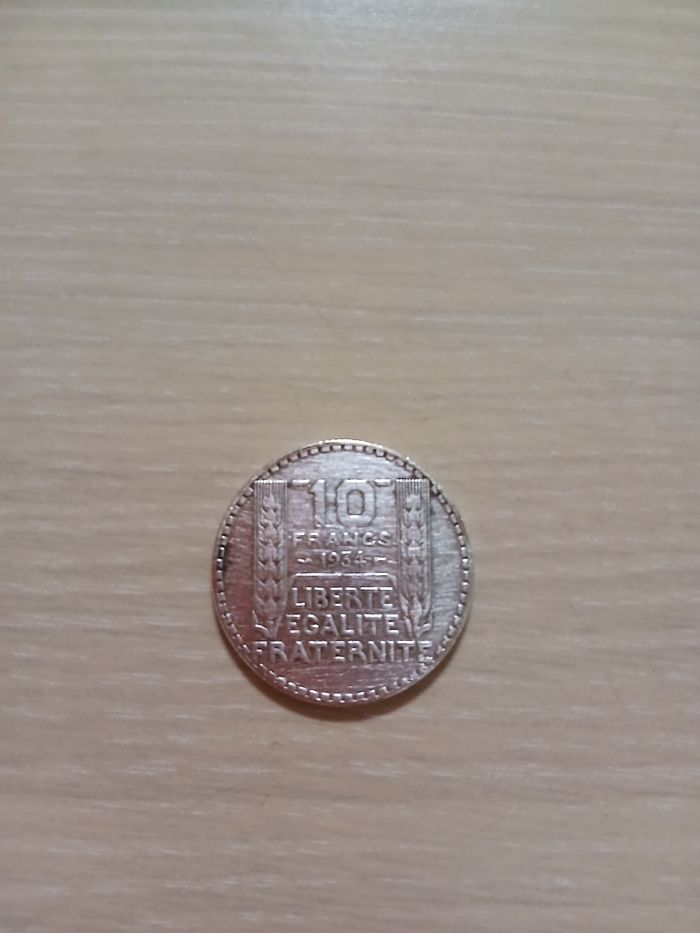 10
FRANCS
1934
LIBERTE
EGALITE
FRATERNITE